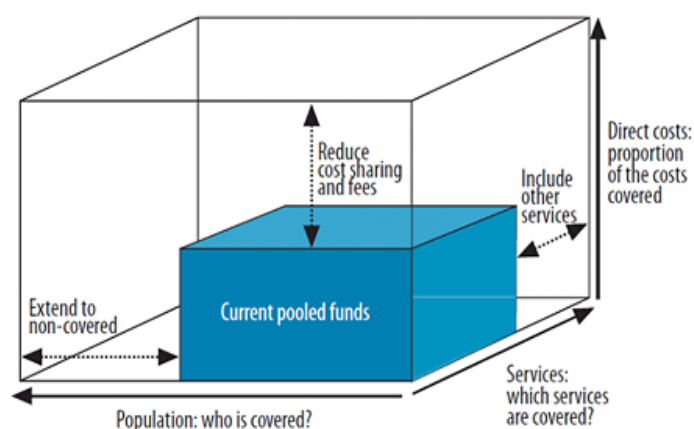 Reduce
cost sharing
and fees
Include
other
services
Direct costs:
proportion
of the costs
covered
Extend to
non-covered
Current pooled funds
Population: who is covered?
Services:
which services
are covered?